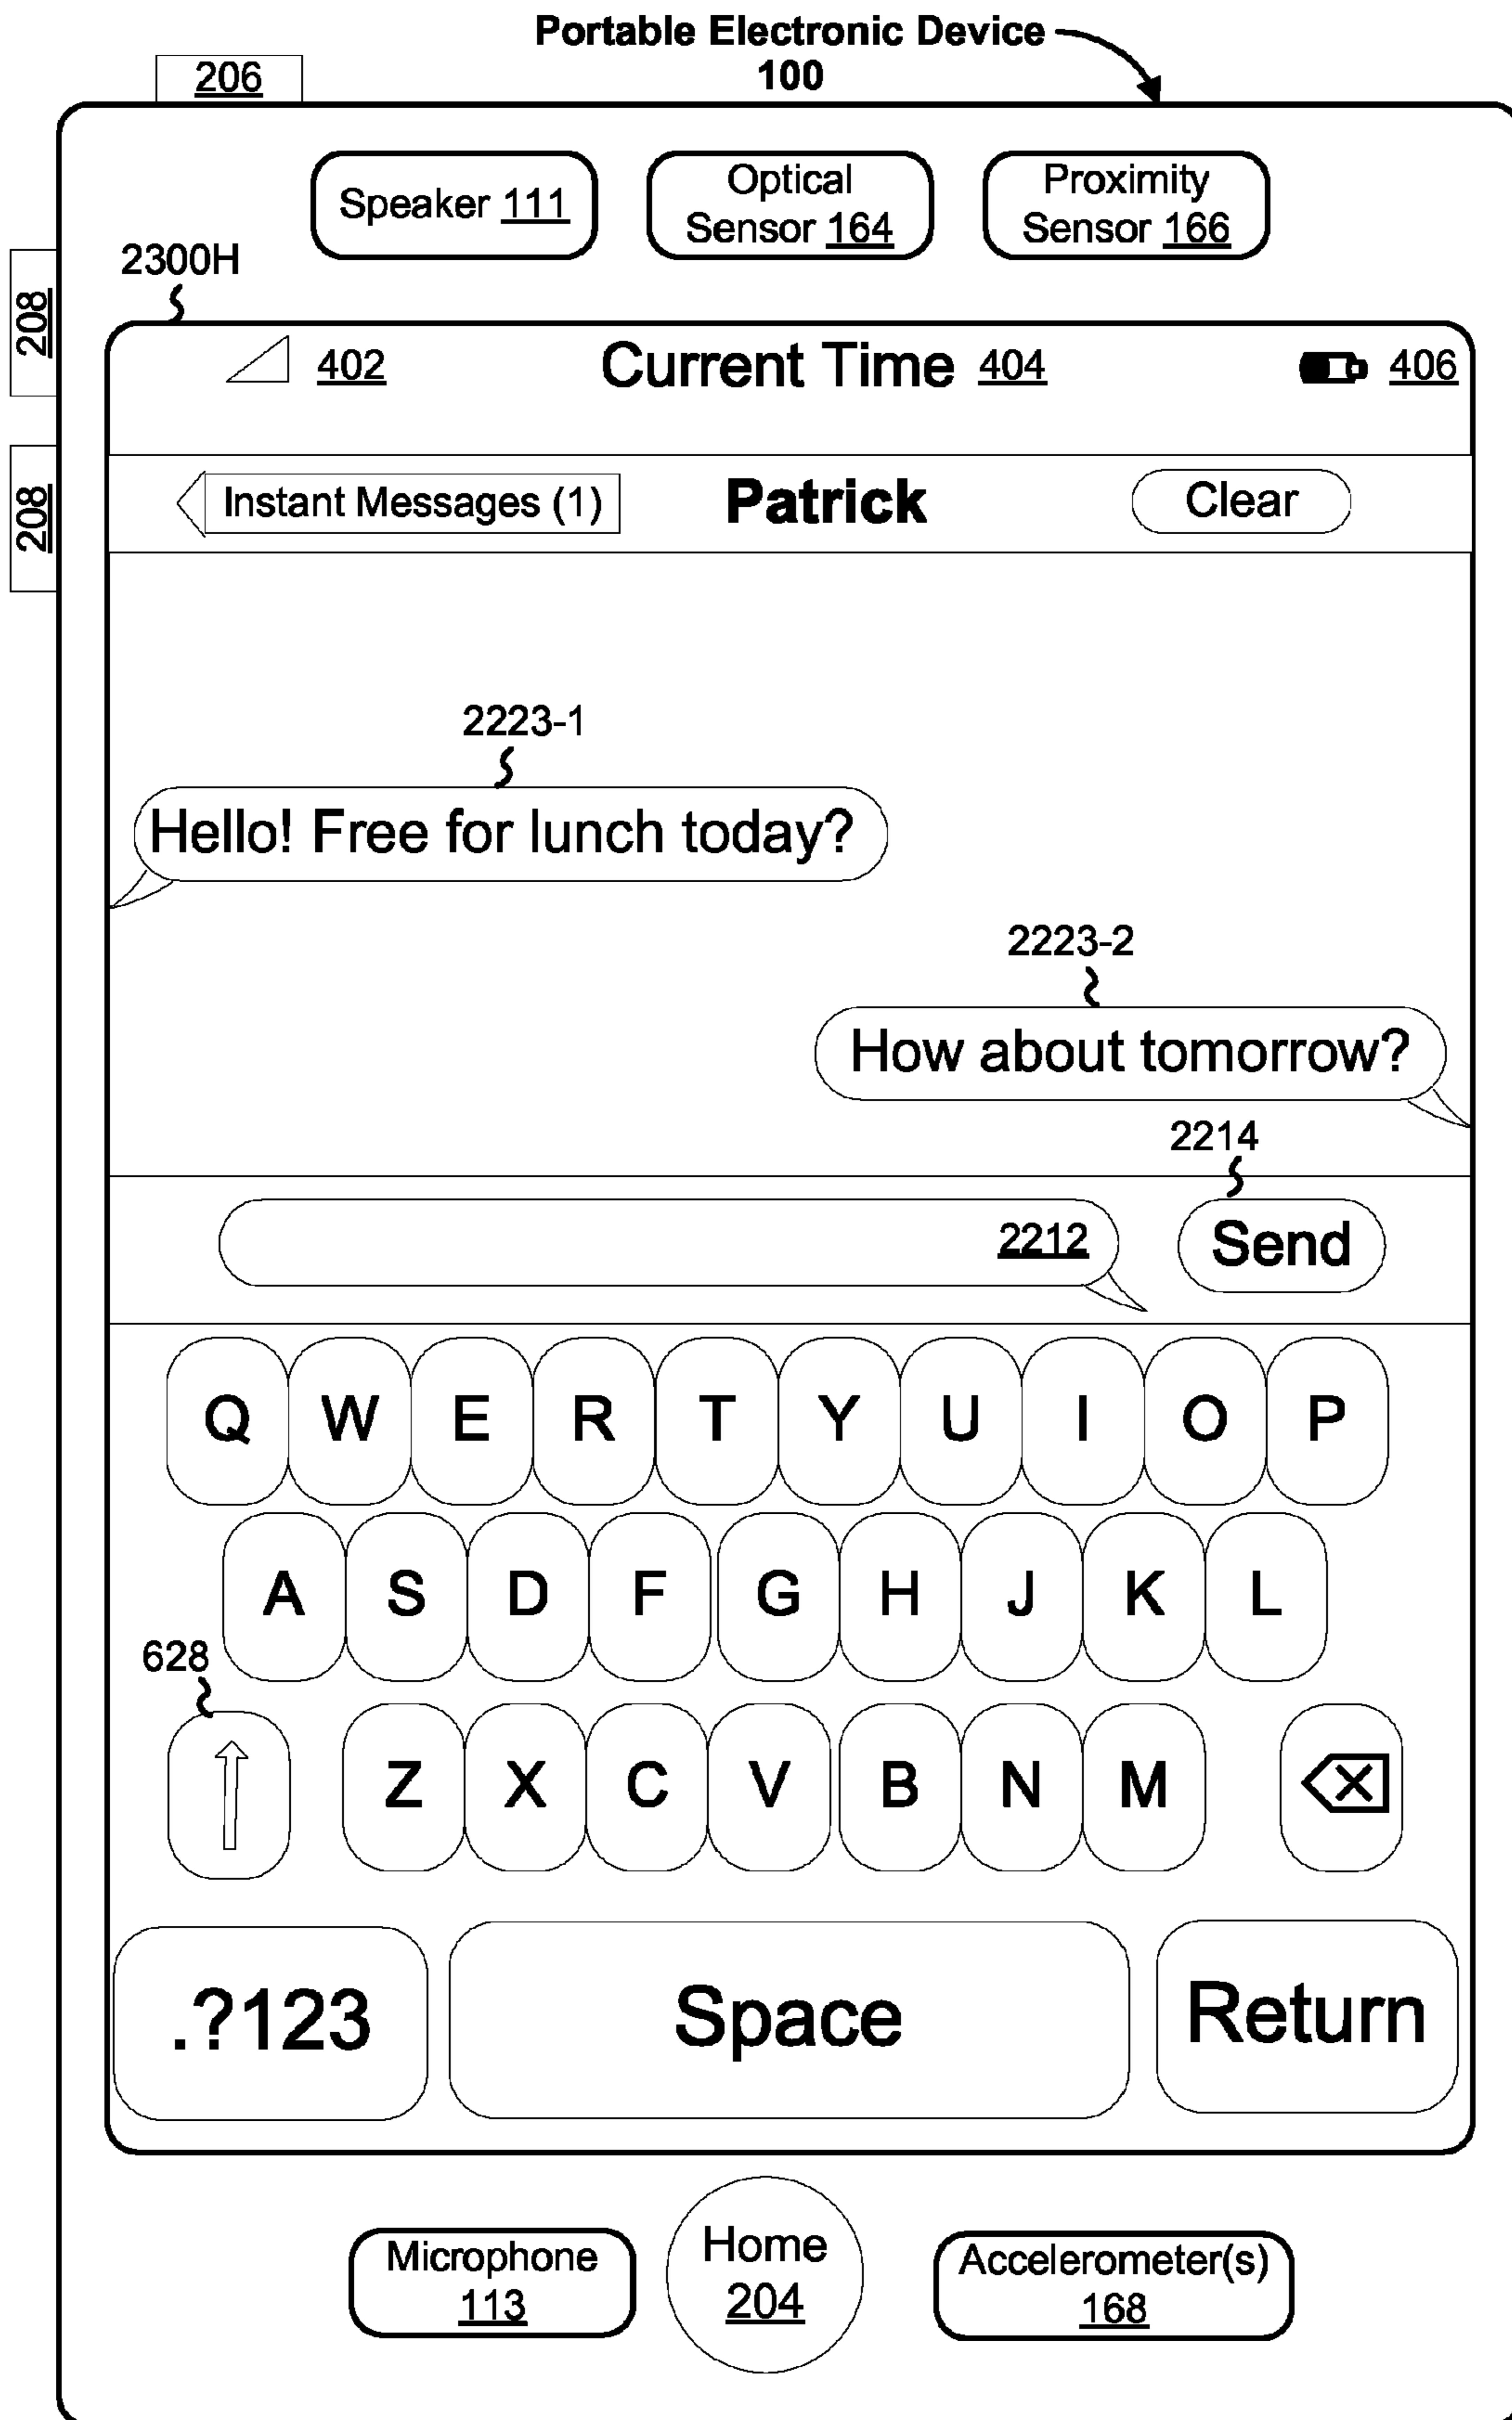 Portable Electronic Device
100
206
Speaker 111
Optical
Sensor 164
Proximity
Sensor 166
2300H
208
208
402
Current Time 404
406
Instant Messages (1)
Patrick
Clear
2223-1
Hello! Free for lunch today?
2223-2
How about tomorrow?
2214
2212
Send
Q W E R T Y U I O P
A S D F G H J K L
628
Z X C V B N M
.?123
Space
Return
Microphone
113
Home
204
Accelerometer(s)
168